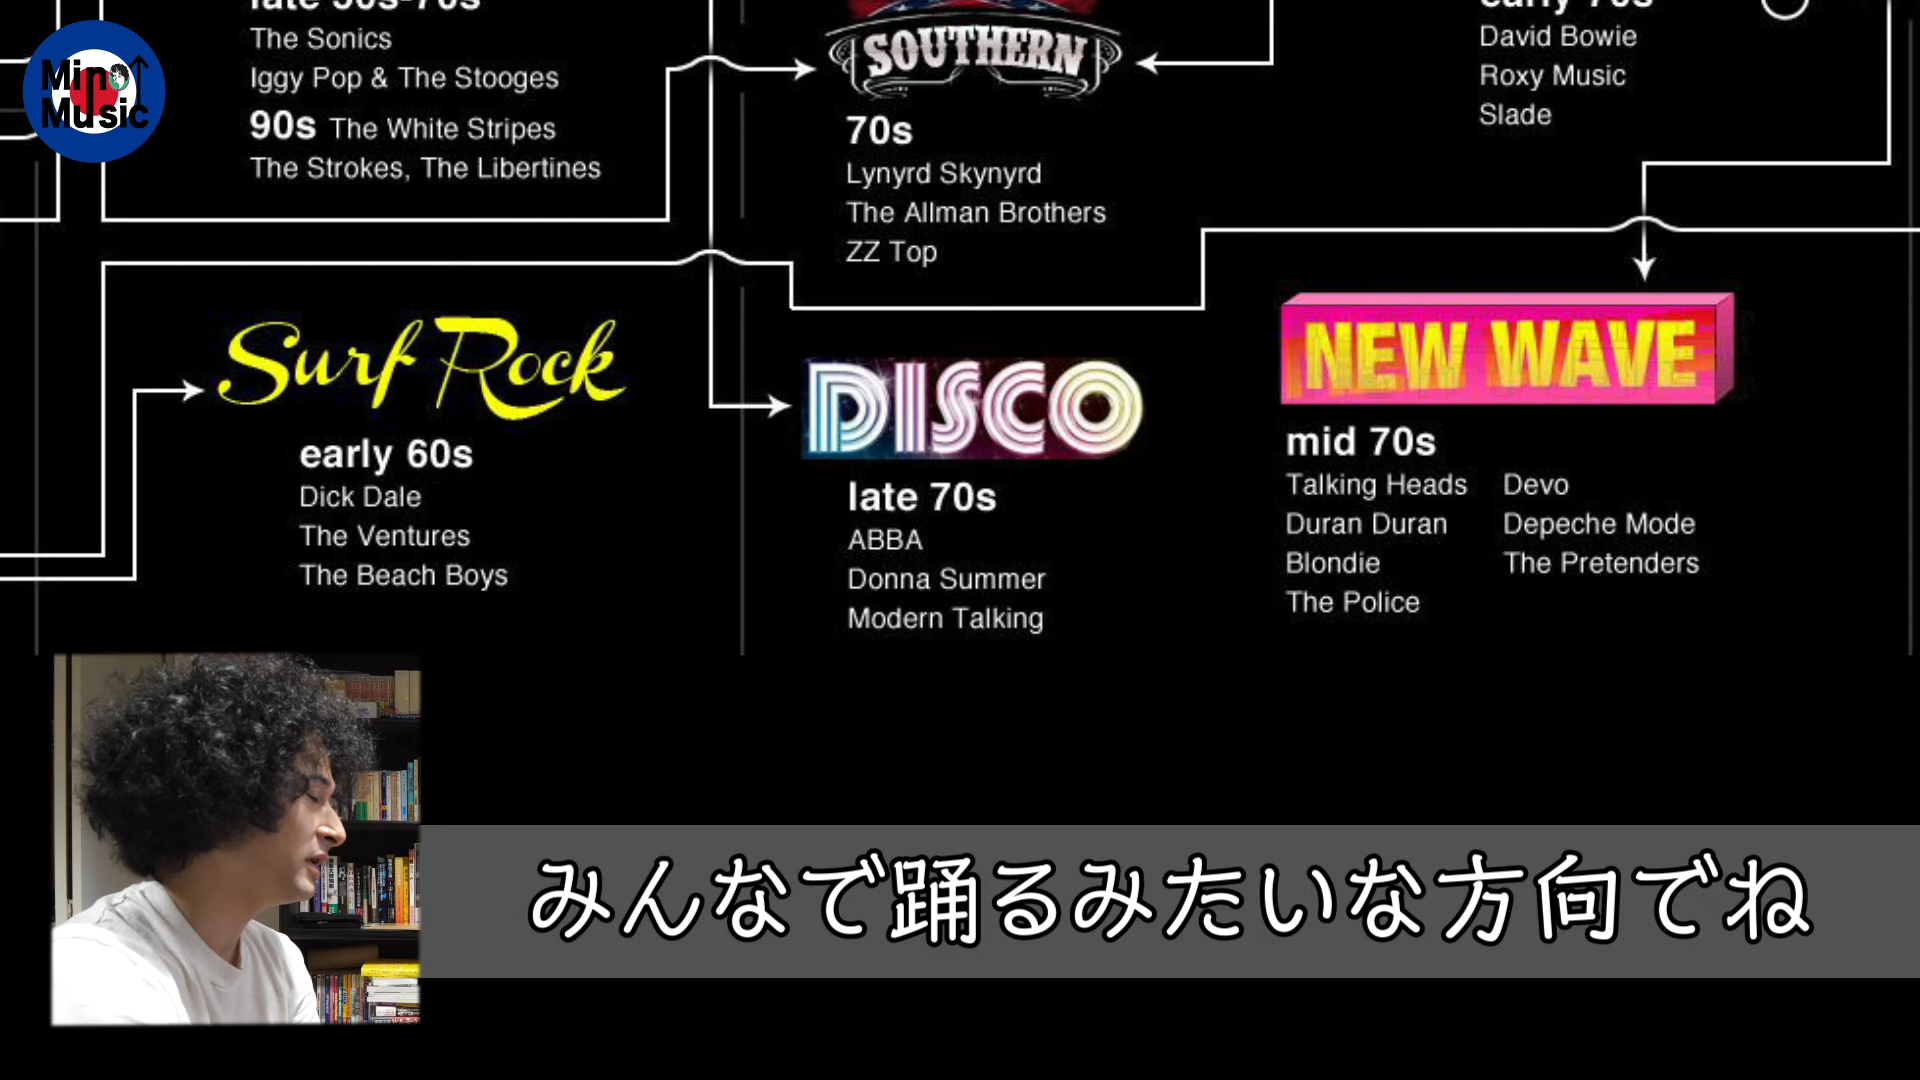 Mino
Music
The Sonics
Iggy Pop & The Stooges
90s The White Stripes
The Strokes, The Libertines
SOUTHERN
70s
Lynyrd Skynyrd
The Allman Brothers
ZZ Top
early 70s
David Bowie
Roxy Music
Slade
Surf Rock
early 60s
Dick Dale
The Ventures
The Beach Boys
DISCO
late 70s
ABBA
Donna Summer
Modern Talking
NEW WAVE
mid 70s
Talking Heads
Duran Duran
Blondie
The Police
Devo
Depeche Mode
The Pretenders
みんなで踊るみたいな方向でね